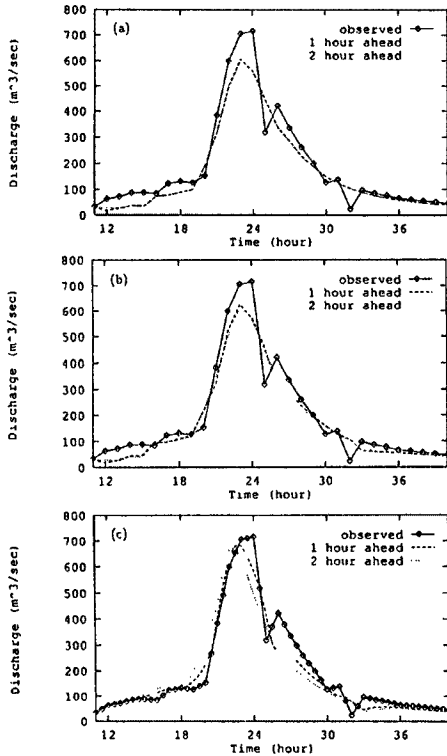 (a)
observed
1 hour ahead
2 hour ahead
Discharge (m^3/sec)
800
700
600
500
400
300
200
100
0
12
18
24
30
36
Time (hour)
(b)
observed
1 hour ahead
2 hour ahead
Discharge (m^3/sec)
800
700
600
500
400
300
200
100
0
12
18
24
30
36
Time (hour)
(c)
observed
1 hour ahead
2 hour ahead
Discharge (m^3/sec)
800
700
600
500
400
300
200
100
0
12
18
24
30
36
Time (hour)